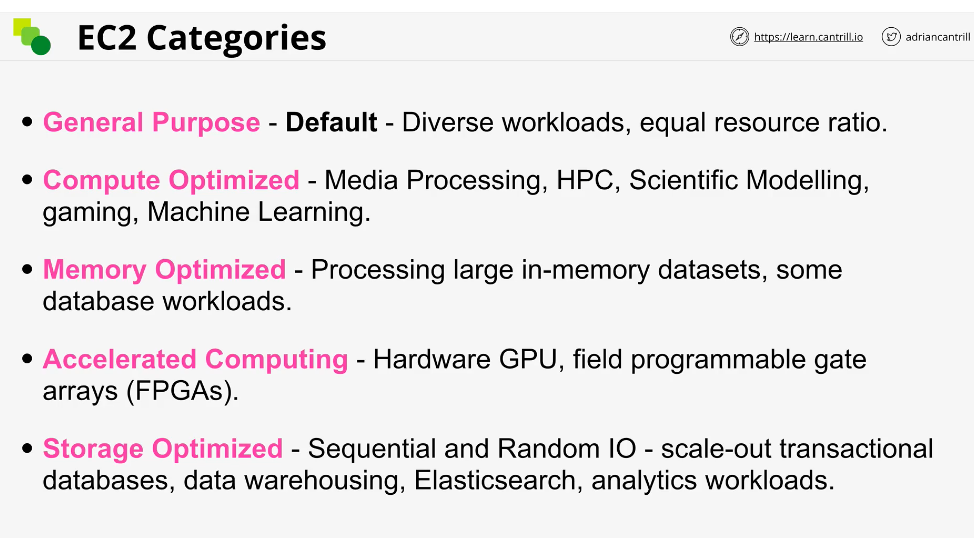 EC2 Categories
https://learn.cantrill.io
adriancantrill
• General Purpose - Default - Diverse workloads, equal resource ratio.
• Compute Optimized - Media Processing, HPC, Scientific Modelling,
gaming, Machine Learning.
• Memory Optimized - Processing large in-memory datasets, some
database workloads.
• Accelerated Computing - Hardware GPU, field programmable gate
arrays (FPGAs).
• Storage Optimized - Sequential and Random IO - scale-out transactional
databases, data warehousing, Elasticsearch, analytics workloads.